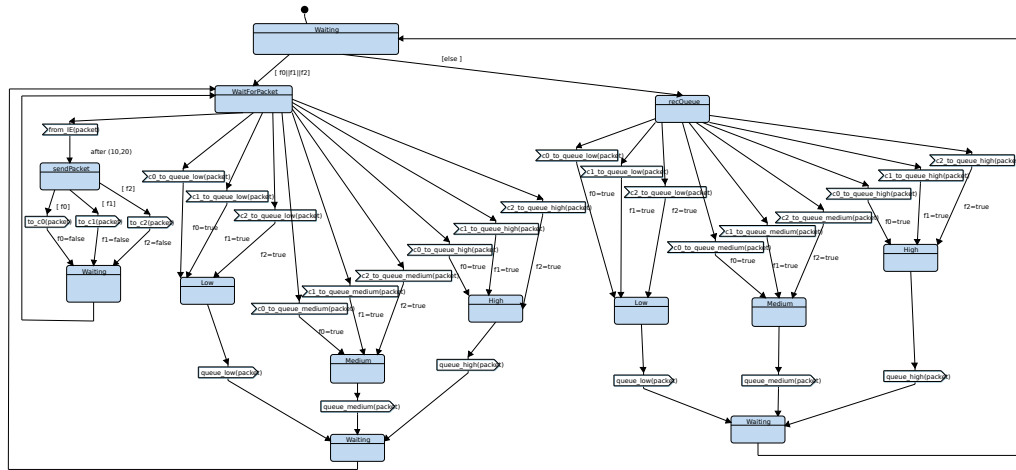 Waiting
[else ]
[ f0||f1||f2]
WaitForPacket
recQueue
from_IE(packet)
after (10,20)
sendPacket
[ f0]
[ f1]
[ f2]
to_c0(packet)
to_c1(packet)
to_c2(packet)
f0=false
f1=false
f2=false
Waiting
c0_to_queue_low(packet)
c1_to_queue_low(packet)
c2_to_queue_low(packet)
f0=true
f1=true
f2=true
Low
c2_to_queue_high(packet)
c1_to_queue_high(packet)
c0_to_queue_high(packet)
f0=true
f1=true
f2=true
High
c2_to_queue_medium(packet)
c1_to_queue_medium(packet)
c0_to_queue_medium(packet)
f0=true
f1=true
f2=true
Medium
queue_low(packet)
queue_medium(packet)
queue_high(packet)
Waiting
c0_to_queue_low(packet)
c1_to_queue_low(packet)
c2_to_queue_low(packet)
f0=true
f1=true
f2=true
Low
c2_to_queue_high(packet)
c1_to_queue_high(packet)
c0_to_queue_high(packet)
f0=true
f1=true
f2=true
High
c2_to_queue_medium(packet)
c1_to_queue_medium(packet)
c0_to_queue_medium(packet)
f0=true
f1=true
f2=true
Medium
queue_low(packet)
queue_medium(packet)
queue_high(packet)
Waiting